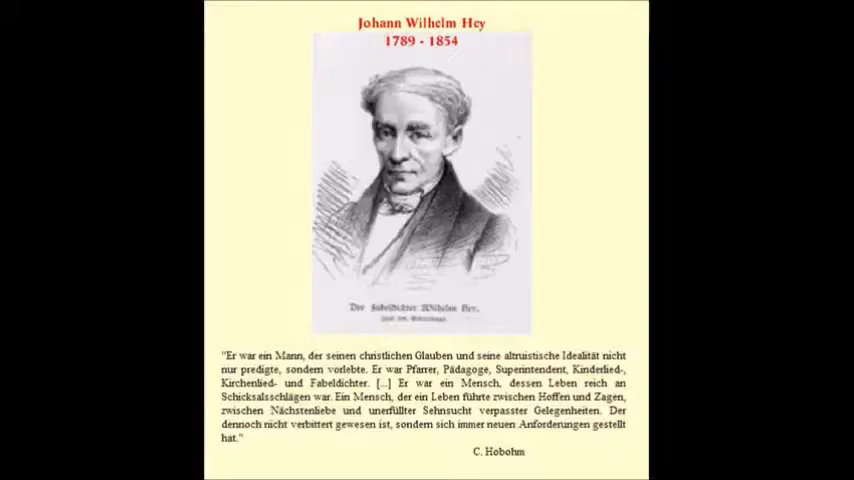 Johann Wilhelm Hey
1789 - 1854
Der Fabeldichter Wilhelm Hey.
"Er war ein Mann, der seinen christlichen Glauben und seine altruistische Idealität nicht
nur predigte, sondern vorlebte. Er war Pfarrer, Pädagoge, Superintendent, Kinderlied-,
Kirchenlied- und Fabeldichter. [...] Er war ein Mensch, dessen Leben reich an
Schicksalsschlägen war. Ein Mensch, der ein Leben führte zwischen Hoffen und Zagen,
zwischen Nächstenliebe und unerfüllter Sehnsucht verpasster Gelegenheiten. Der
dennoch nicht verbittert gewesen ist, sondern sich immer neuen Anforderungen gestellt
hat."
C. Hobohm